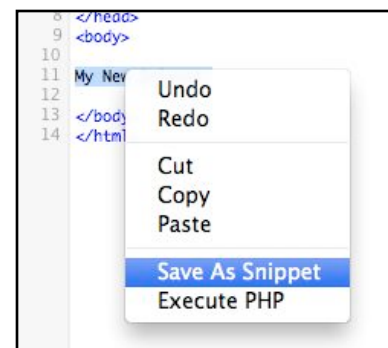 8 </head>
9 <body>
10
11 My New
12
13 </body
14 </html
Undo
Redo
Cut
Copy
Paste
Save As Snippet
Execute PHP